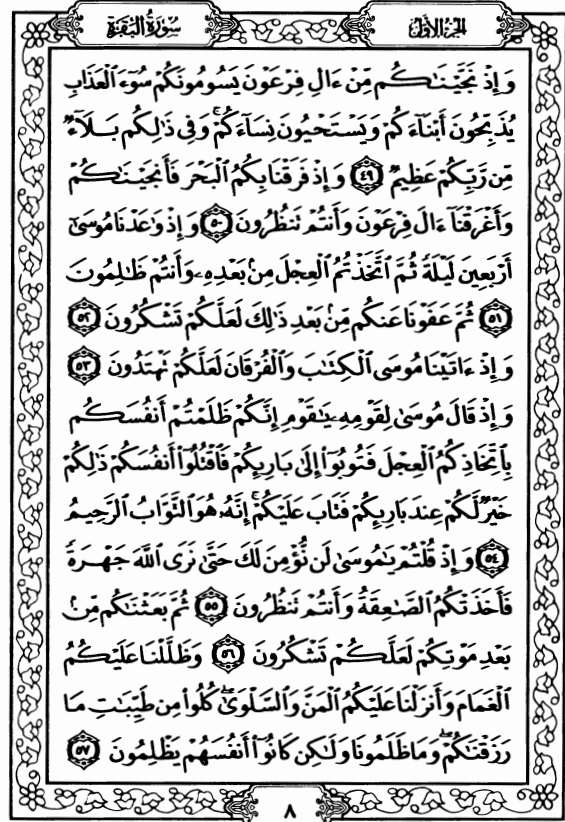 الجزء الأول
سورة البقرة
وَإِذْ نَجَّيْنَٰكُم مِّنْ ءَالِ فِرْعَوْنَ يَسُومُونَكُمْ سُوٓءَ ٱلْعَذَابِ
يُذَبِّحُونَ أَبْنَآءَكُمْ وَيَسْتَحْيُونَ نِسَآءَكُمْ ۚ وَفِى ذَٰلِكُم بَلَآءٌ
مِّن رَّبِّكُمْ عَظِيمٌ ٤٩ وَإِذْ فَرَقْنَا بِكُمُ ٱلْبَحْرَ فَأَنجَيْنَٰكُمْ
وَأَغْرَقْنَآ ءَالَ فِرْعَوْنَ وَأَنتُمْ تَنظُرُونَ ٥٠ وَإِذْ وَٰعَدْنَا مُوسَىٰٓ
أَرْبَعِينَ لَيْلَةً ثُمَّ ٱتَّخَذْتُمُ ٱلْعِجْلَ مِنۢ بَعْدِهِۦ وَأَنتُمْ ظَٰلِمُونَ
٥١ ثُمَّ عَفَوْنَا عَنكُم مِّنۢ بَعْدِ ذَٰلِكَ لَعَلَّكُمْ تَشْكُرُونَ ٥٢
وَإِذْ ءَاتَيْنَا مُوسَى ٱلْكِتَٰبَ وَٱلْفُرْقَانَ لَعَلَّكُمْ تَهْتَدُونَ ٥٣
وَإِذْ قَالَ مُوسَىٰ لِقَوْمِهِۦ يَٰقَوْمِ إِنَّكُمْ ظَلَمْتُمْ أَنفُسَكُم
بِٱتِّخَاذِكُمُ ٱلْعِجْلَ فَتُوبُوٓا۟ إِلَىٰ بَارِئِكُمْ فَٱقْتُلُوٓا۟ أَنفُسَكُمْ ذَٰلِكُمْ
خَيْرٌ لَّكُمْ عِندَ بَارِئِكُمْ فَتَابَ عَلَيْكُمْ ۚ إِنَّهُۥ هُوَ ٱلتَّوَّابُ ٱلرَّحِيمُ
٥٤ وَإِذْ قُلْتُمْ يَٰمُوسَىٰ لَن نُّؤْمِنَ لَكَ حَتَّىٰ نَرَى ٱللَّهَ جَهْرَةً
فَأَخَذَتْكُمُ ٱلصَّٰعِقَةُ وَأَنتُمْ تَنظُرُونَ ٥٥ ثُمَّ بَعَثْنَٰكُم مِّنۢ
بَعْدِ مَوْتِكُمْ لَعَلَّكُمْ تَشْكُرُونَ ٥٦ وَظَلَّلْنَا عَلَيْكُمُ
ٱلْغَمَامَ وَأَنزَلْنَا عَلَيْكُمُ ٱلْمَنَّ وَٱلسَّلْوَىٰ ۖ كُلُوا۟ مِن طَيِّبَٰتِ مَا
رَزَقْنَٰكُمْ ۖ وَمَا ظَلَمُونَا وَلَٰكِن كَانُوٓا۟ أَنفُسَهُمْ يَظْلِمُونَ ٥٧
٨